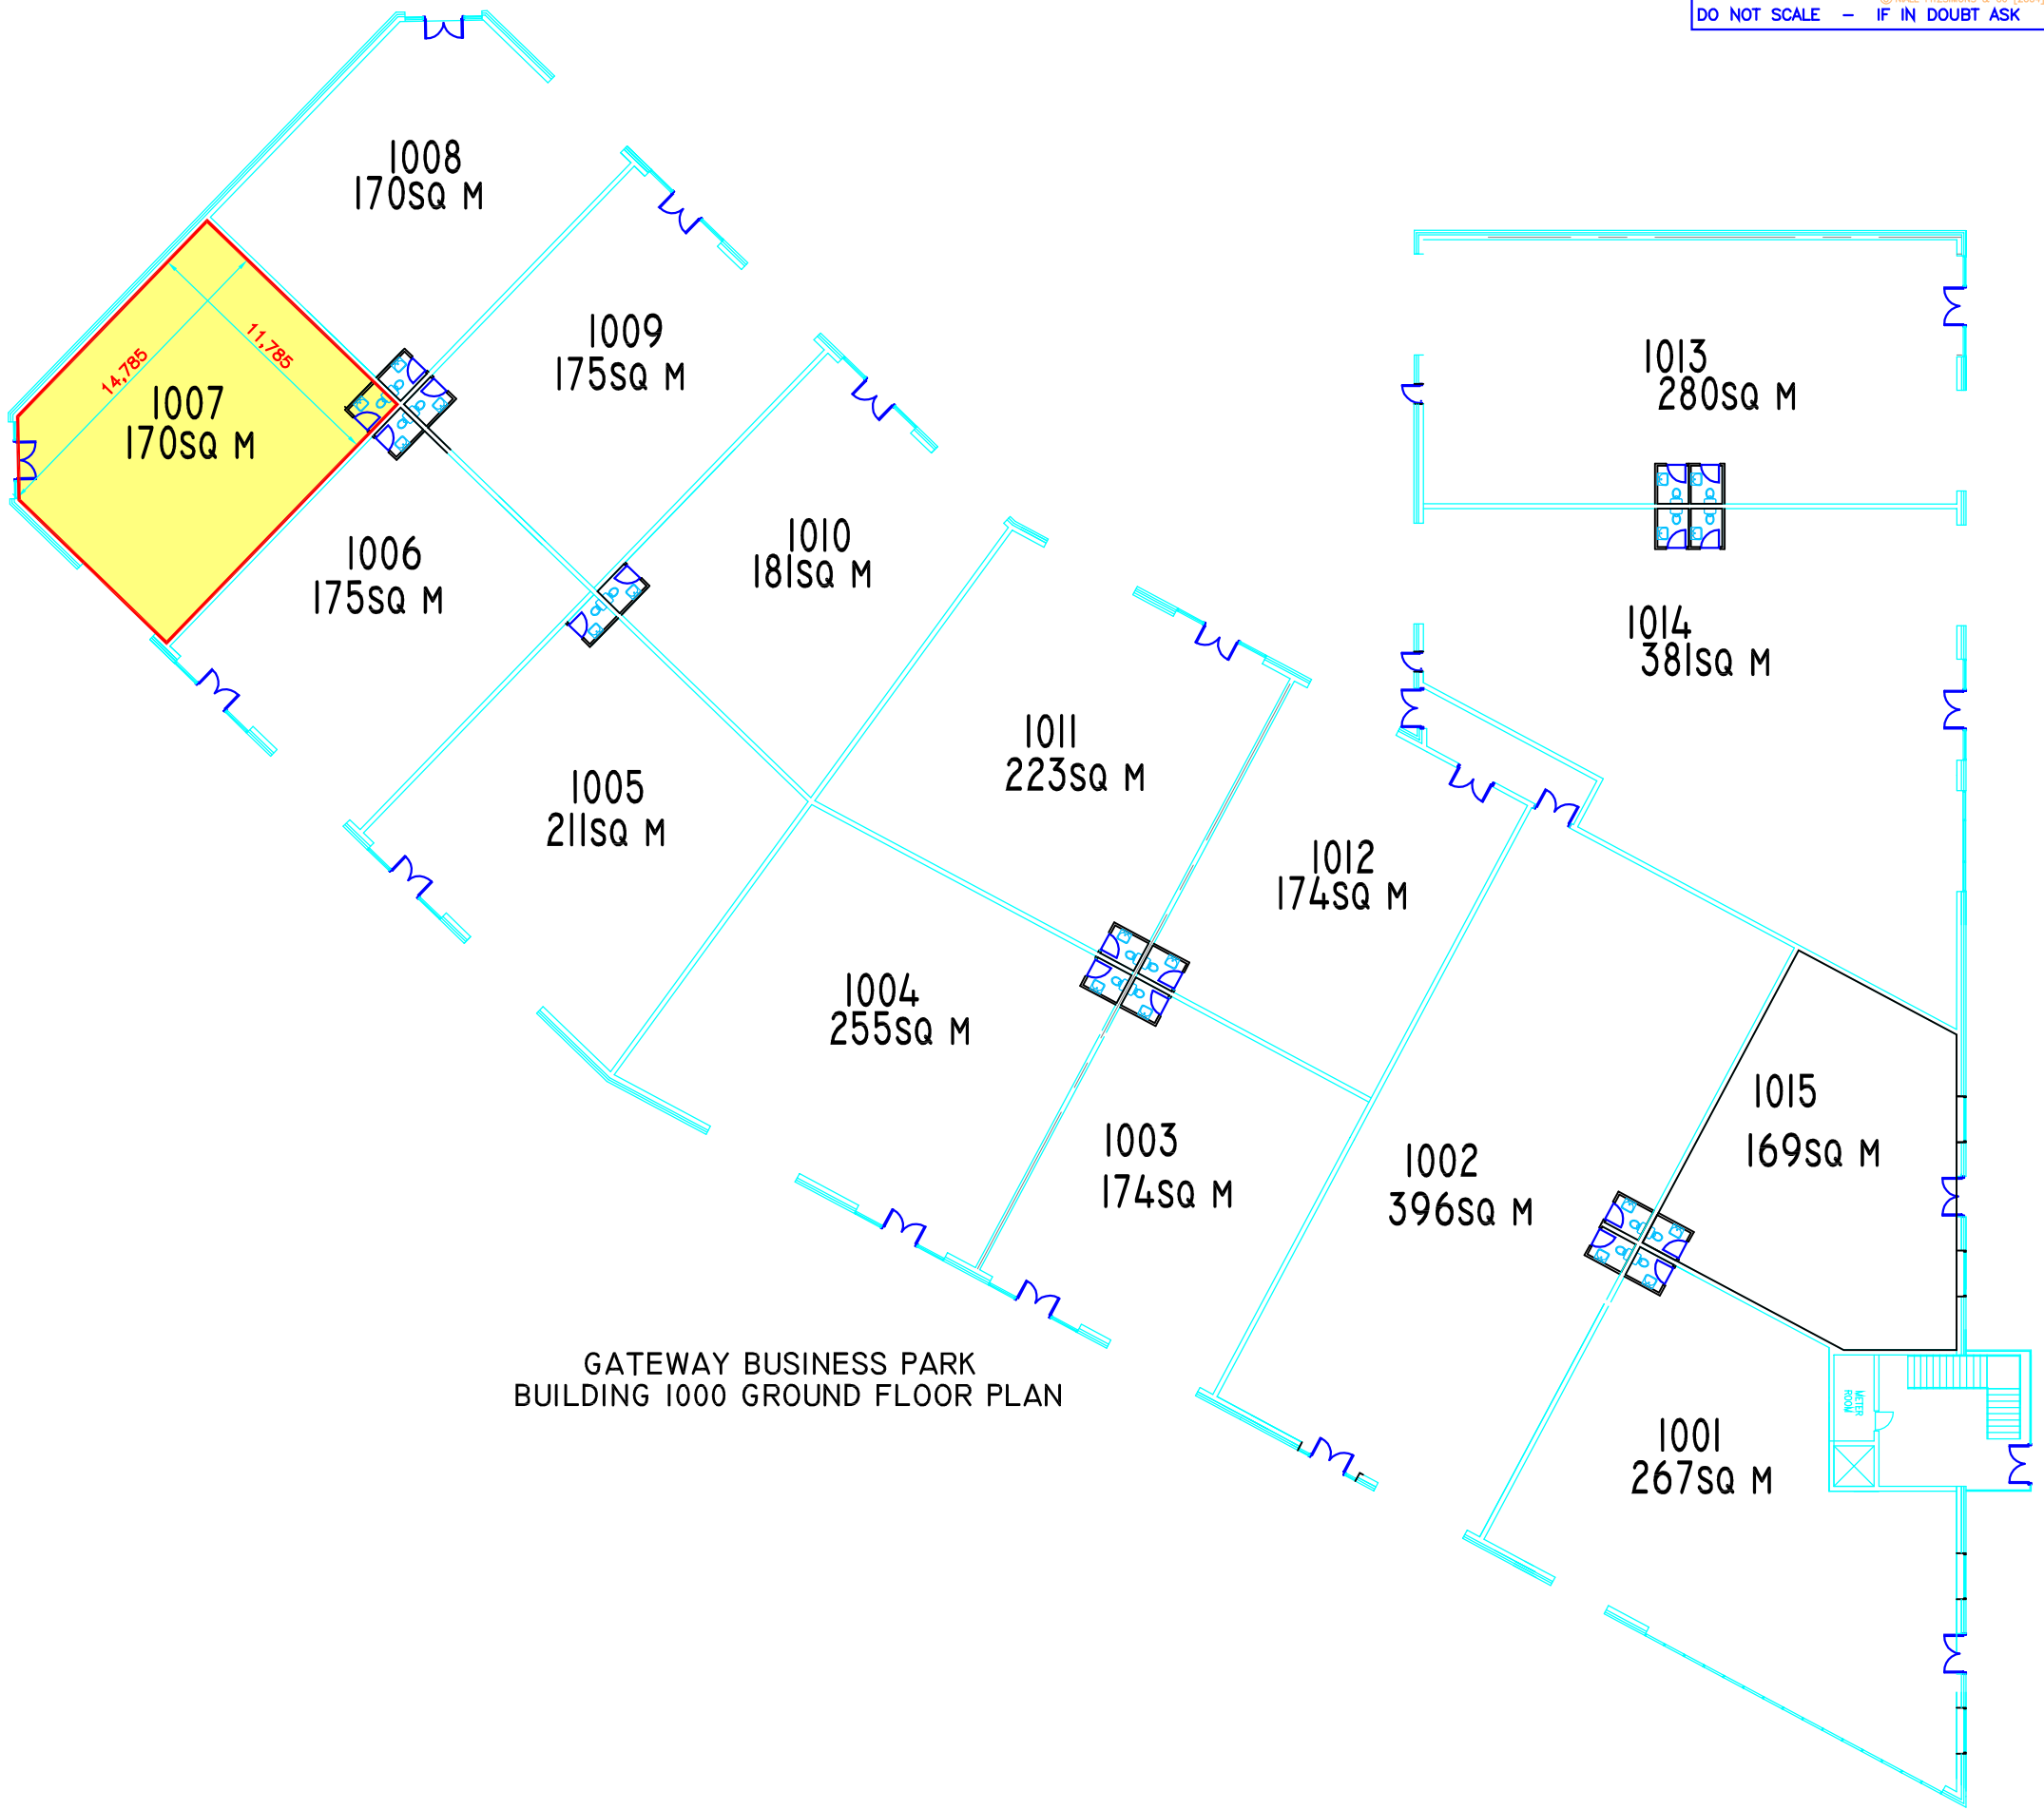 DO NOT SCALE – IF IN DOUBT ASK
1008
170SQ M
1009
175SQ M
1013
280SQ M
14,785
11,785
1007
170SQ M
1010
181SQ M
1006
175SQ M
1014
381SQ M
1011
223SQ M
1005
211SQ M
1012
174SQ M
1004
255SQ M
1015
169SQ M
1003
174SQ M
1002
396SQ M
GATEWAY BUSINESS PARK
BUILDING 1000 GROUND FLOOR PLAN
METER
ROOM
1001
267SQ M